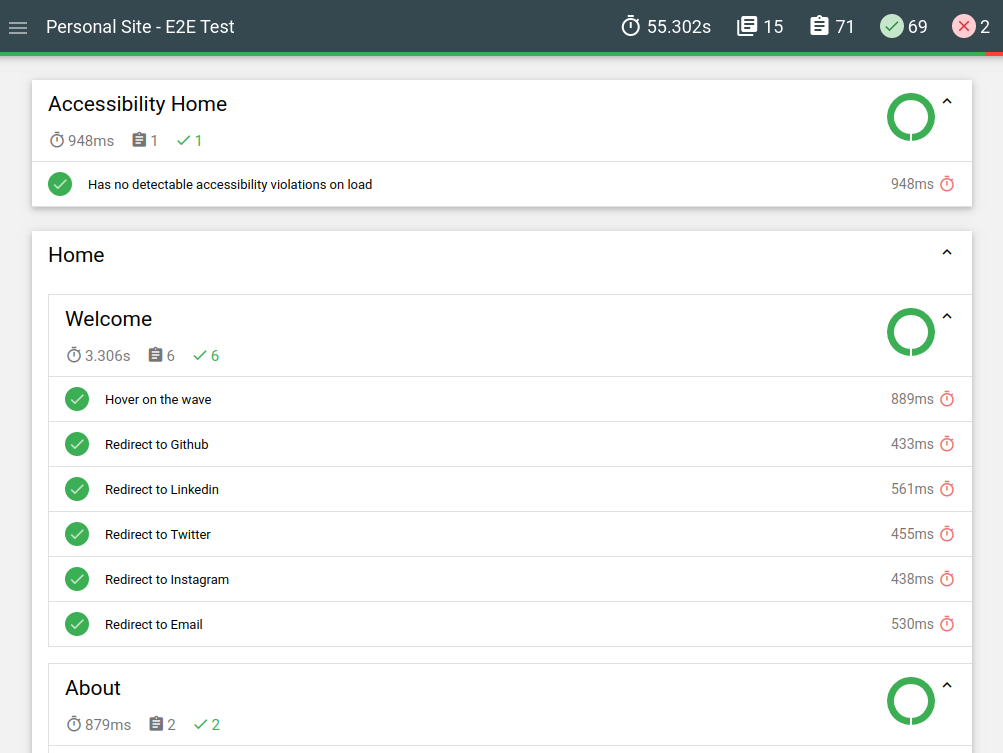 Personal Site - E2E Test 55.302s 15 71 69 2
Accessibility Home
948ms 1 1
Has no detectable accessibility violations on load 948ms
Home
Welcome
3.306s 6 6
Hover on the wave 889ms
Redirect to Github 433ms
Redirect to Linkedin 561ms
Redirect to Twitter 455ms
Redirect to Instagram 438ms
Redirect to Email 530ms
About
879ms 2 2